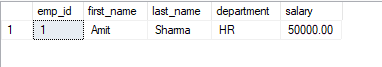 emp_id first_name last_name department salary
1 1 Amit Sharma HR 50000.00